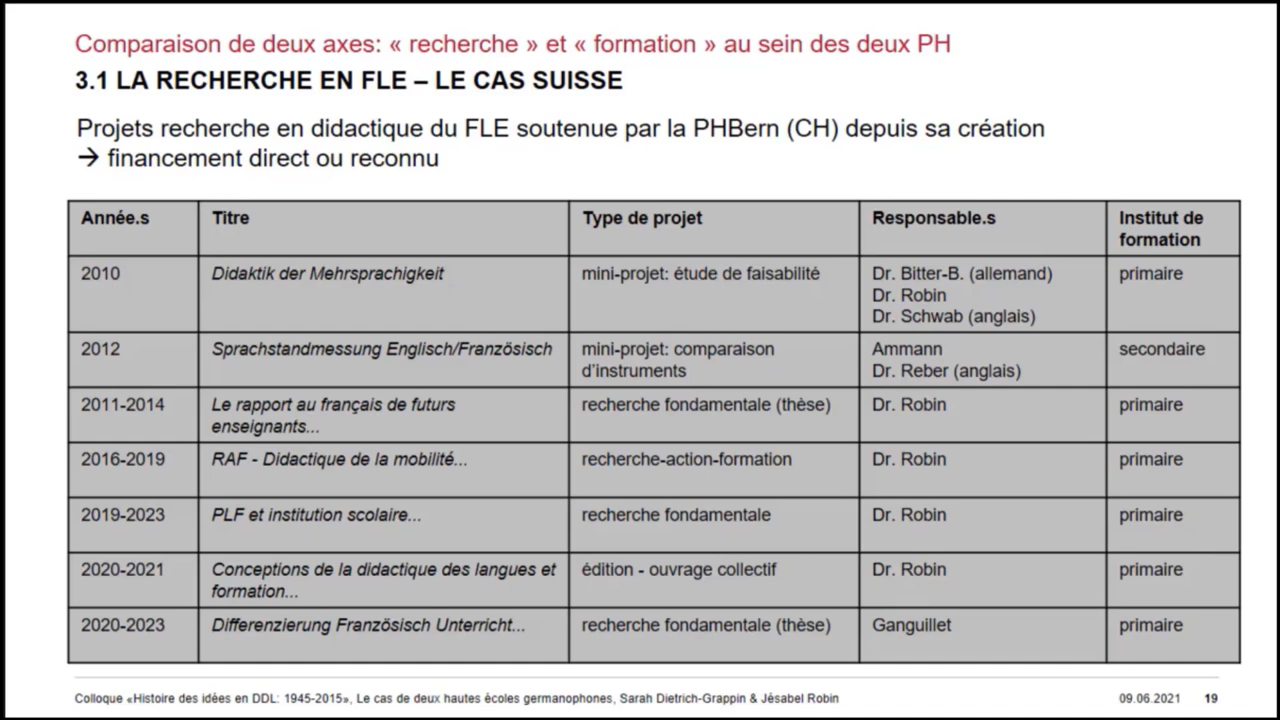 Comparaison de deux axes: « recherche » et « formation » au sein des deux PH
3.1 LA RECHERCHE EN FLE – LE CAS SUISSE
Projets recherche en didactique du FLE soutenue par la PHBern (CH) depuis sa création
→ financement direct ou reconnu
Année.s Titre Type de projet Responsable.s Institut de
formation
2010 Didaktik der Mehrsprachigkeit mini-projet: étude de faisabilité Dr. Bitter-B. (allemand) primaire
Dr. Robin
Dr. Schwab (anglais)
2012 Sprachstandmessung Englisch/Französisch mini-projet: comparaison Ammann secondaire
d'instruments Dr. Reber (anglais)
2011-2014 Le rapport au français de futurs recherche fondamentale (thèse) Dr. Robin primaire
enseignants...
2016-2019 RAF - Didactique de la mobilité... recherche-action-formation Dr. Robin primaire
2019-2023 PLF et institution scolaire... recherche fondamentale Dr. Robin primaire
2020-2021 Conceptions de la didactique des langues et édition - ouvrage collectif Dr. Robin primaire
formation...
2020-2023 Differenzierung Französisch Unterricht... recherche fondamentale (thèse) Ganguillet primaire
Colloque «Histoire des idées en DDL: 1945-2015», Le cas de deux hautes écoles germanophones, Sarah Dietrich-Grappin & Jésabel Robin 09.06.2021 19